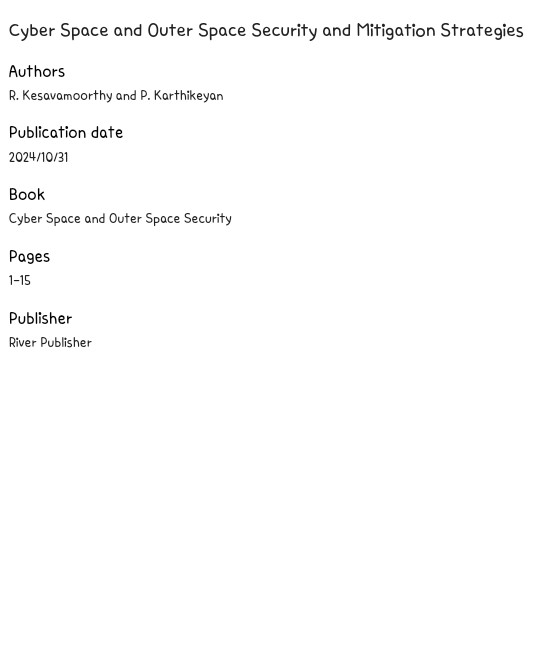 Cyber Space and Outer Space Security and Mitigation Strategies
Authors
R. Kesavamoorthy and P. Karthikeyan
Publication date
2024/10/31
Book
Cyber Space and Outer Space Security
Pages
1-15
Publisher
River Publisher